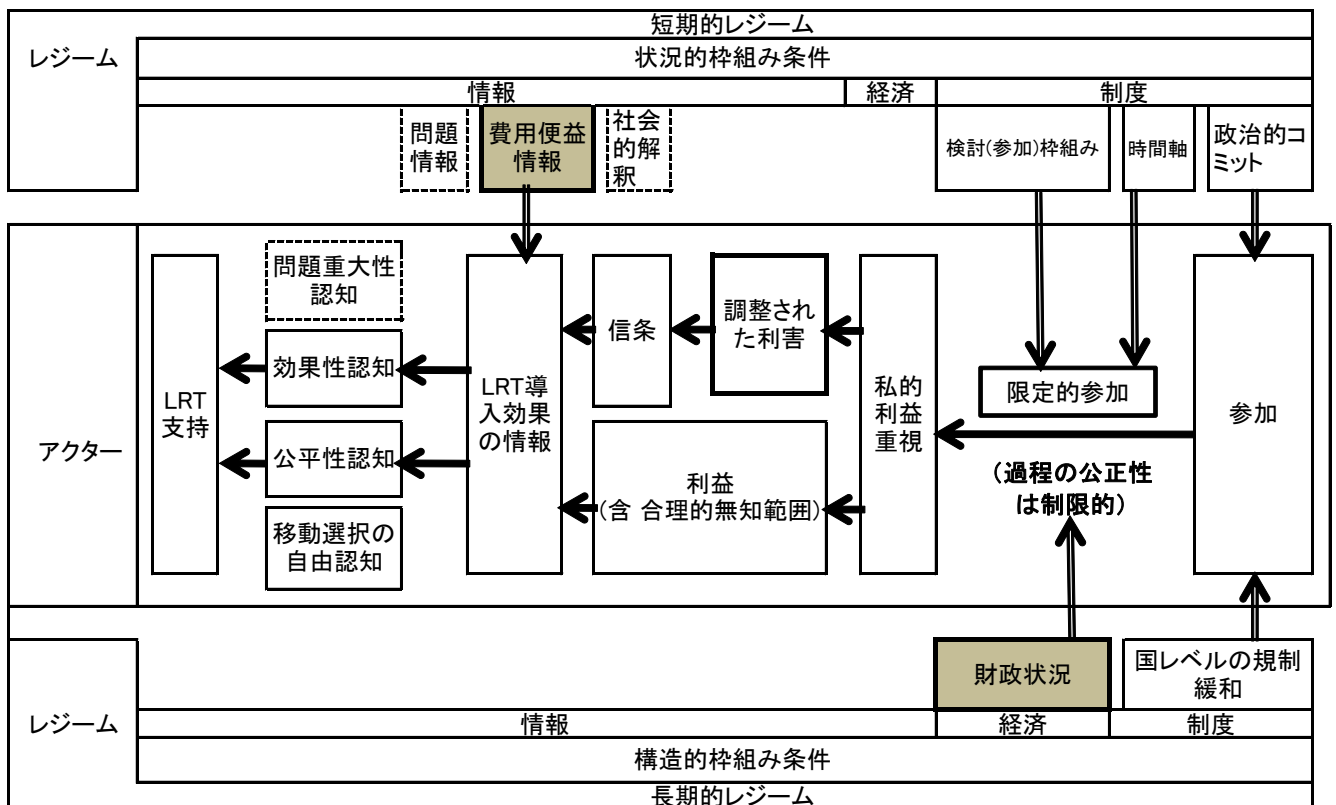 短期的レジーム
レジーム
状況的枠組み条件
情報
経済
制度
問題
情報
費用便益
情報
社会
的解
釈
検討(参加)枠組み
時間軸
政治的コ
ミット
アクター
LRT
支持
問題重大性
認知
効果性認知
公平性認知
移動選択の
自由認知
LRT導
入効果
の情報
信条
調整され
た利害
利益
(含 合理的無知範囲)
私的
利益
重視
限定的参加
(過程の公正性
は制限的)
参加
財政状況
国レベルの規制
緩和
レジーム
情報
経済
制度
構造的枠組み条件
長期的レジーム